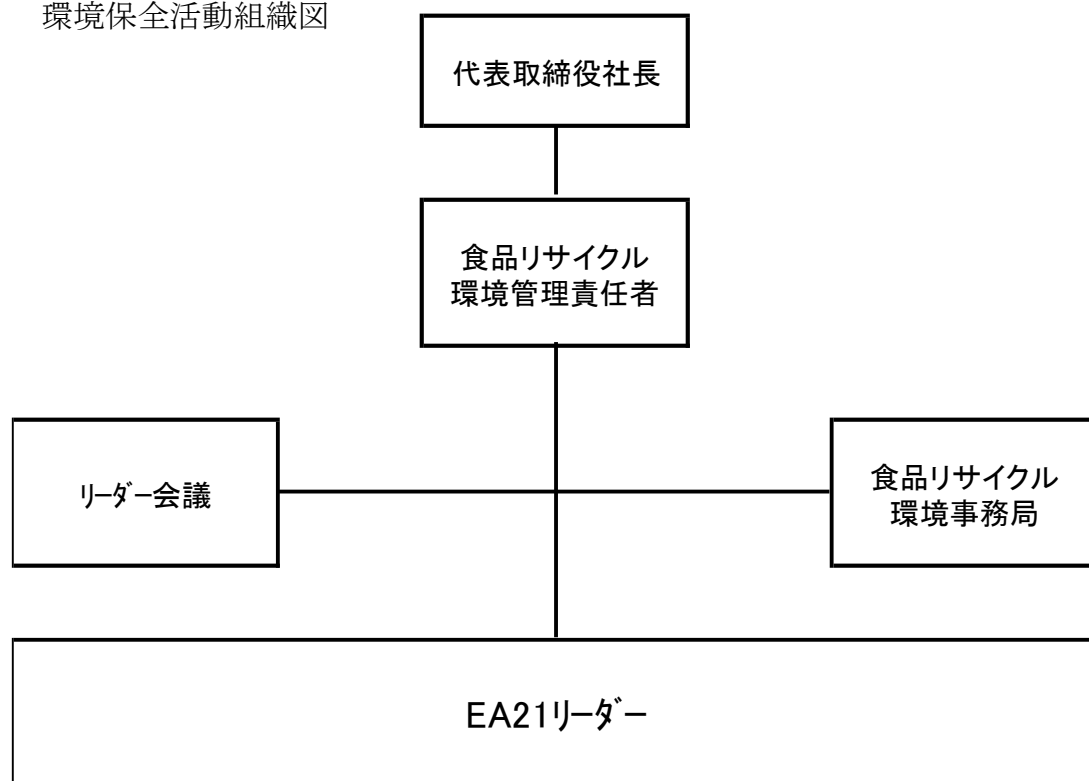 環境保全活動組織図
代表取締役社長
食品リサイクル
環境管理責任者
ﾘｰﾀﾞｰ会議
食品リサイクル
環境事務局
EA21ﾘｰﾀﾞｰ